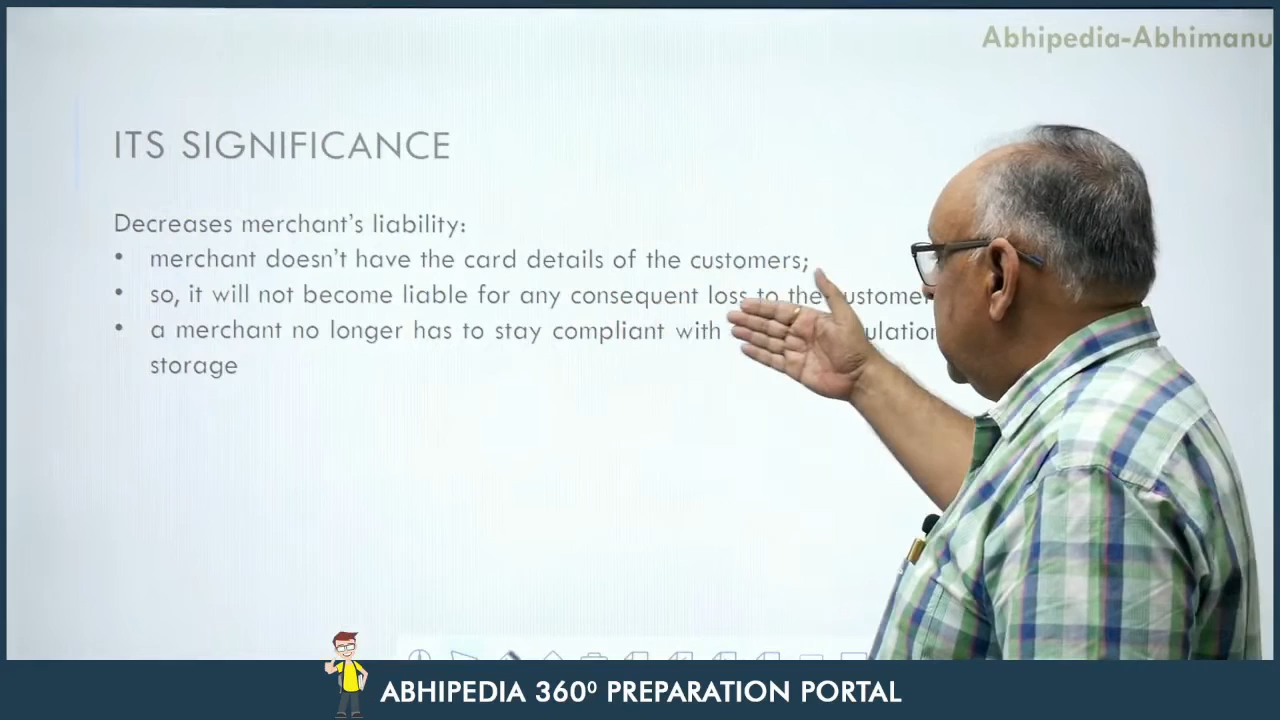 Abhipedia-Abhimanu
ITS SIGNIFICANCE
Decreases merchant's liability:
• merchant doesn't have the card details of the customers;
• so, it will not become liable for any consequent loss to the
• a merchant no longer has to stay compliant with
storage
ABHIPEDIA 360⁰ PREPARATION PORTAL